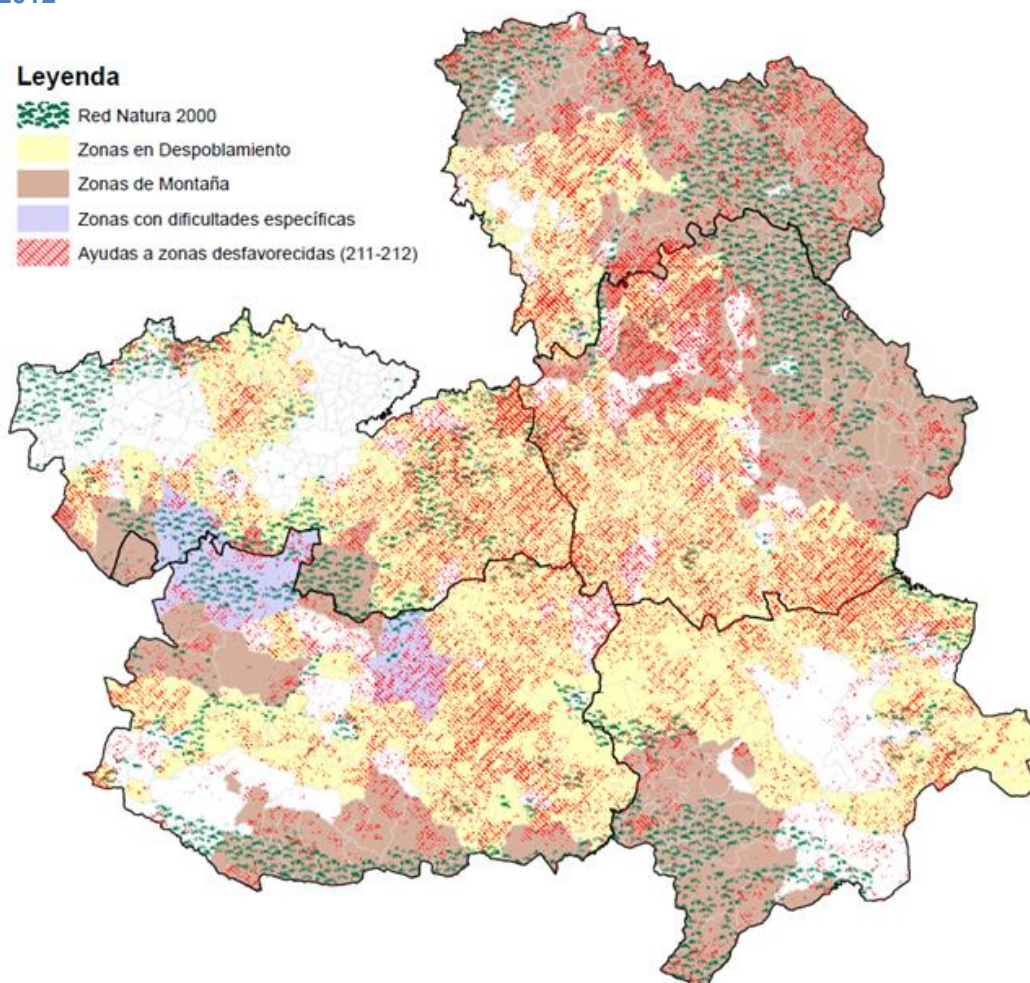 2012
Leyenda
Red Natura 2000
Zonas en Despoblamiento
Zonas de Montaña
Zonas con dificultades específicas
Ayudas a zonas desfavorecidas (211-212)